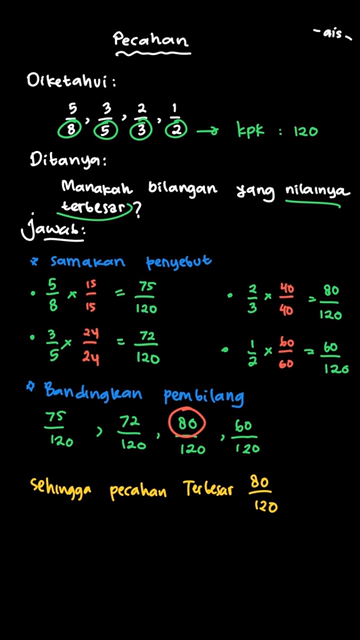 -ais-
Pecahan
Diketahui:
5/8, 3/5, 2/3, 1/2 → kpk : 120
Ditanya:
Manakah bilangan yang nilainya
terbesar?
Jawab:
* Samakan penyebut
• 5/8 × 15/15 = 75/120
• 2/3 × 40/40 = 80/120
• 3/5 × 24/24 = 72/120
• 1/2 × 60/60 = 60/120
* Bandingkan pembilang
75/120, 72/120, 80/120, 60/120
Sehingga pecahan Terbesar 80/120